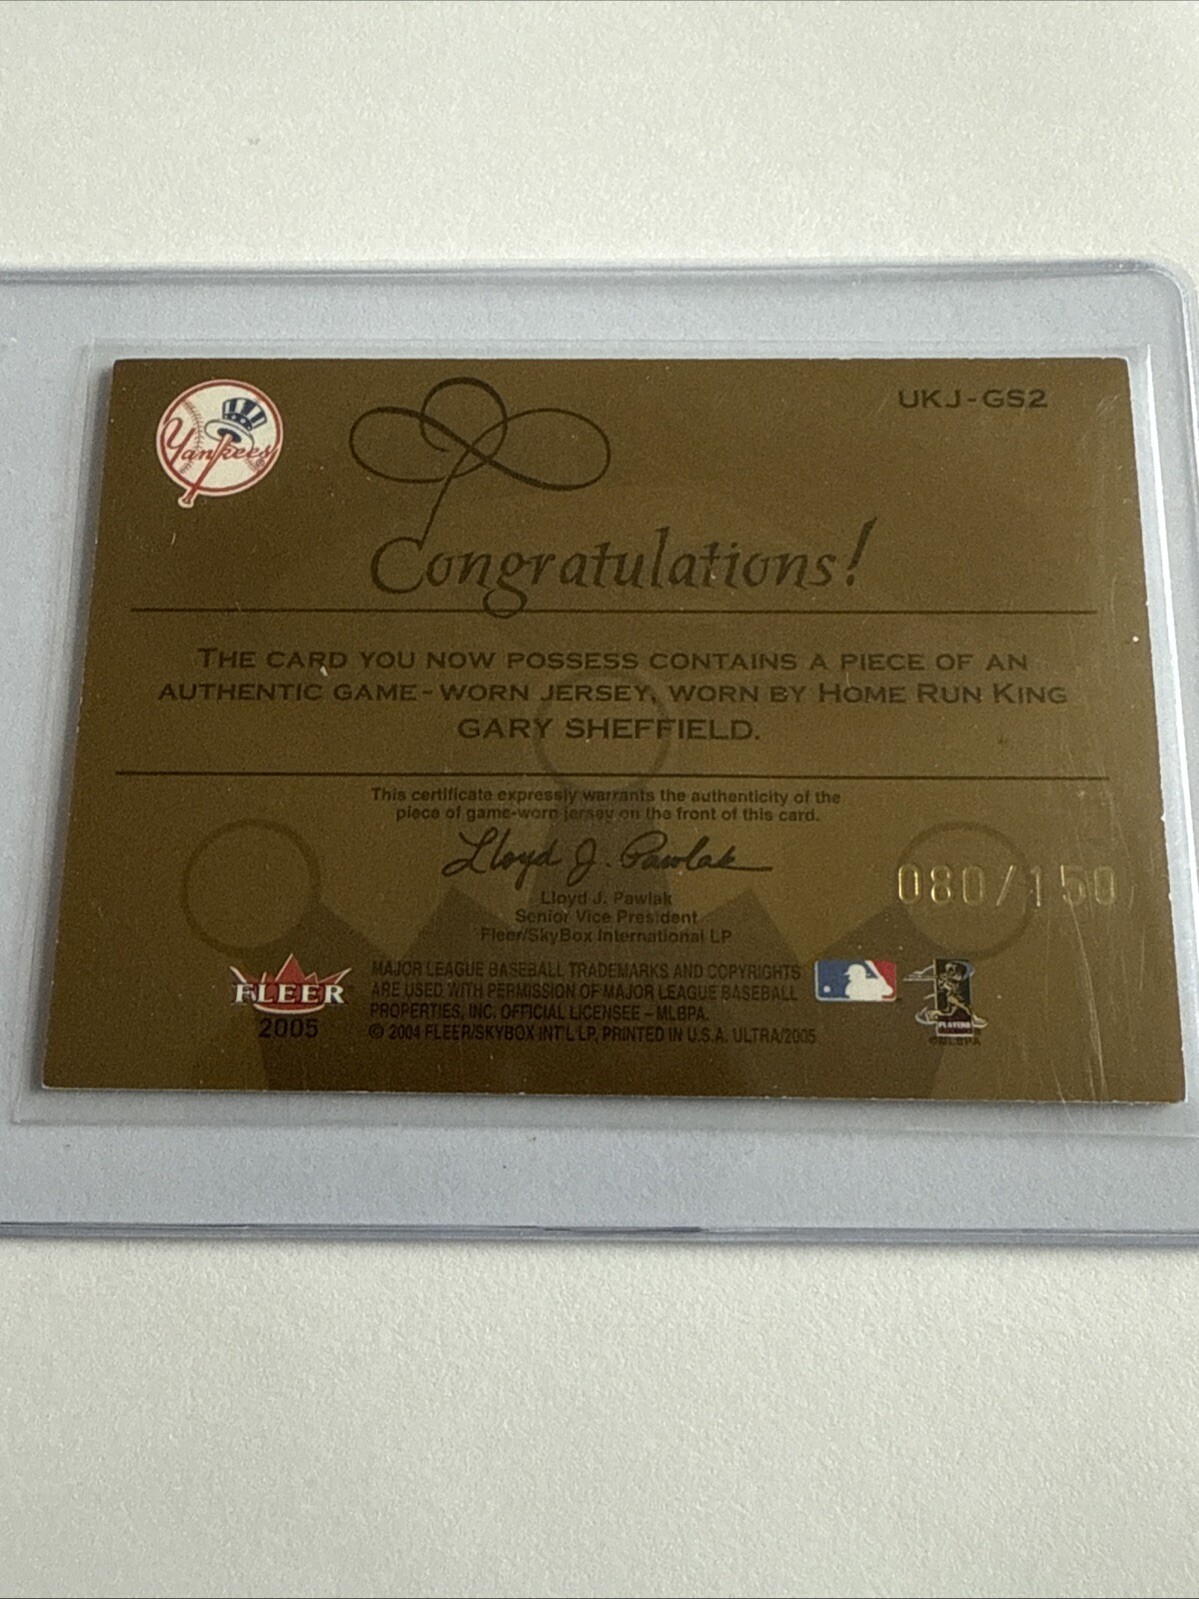 Yankees
UKJ-GS2
Congratulations!
THE CARD YOU NOW POSSESS CONTAINS A PIECE OF AN
AUTHENTIC GAME-WORN JERSEY, WORN BY HOME RUN KING
GARY SHEFFIELD.
This certificate expressly warrants the authenticity of the
piece of game-worn jersey on the front of this card.
Lloyd J. Pawlak
080/150
Lloyd J. Pawlak
Senior Vice President
Fleer/SkyBox International LP
FLEER
2005
MAJOR LEAGUE BASEBALL TRADEMARKS AND COPYRIGHTS
ARE USED WITH PERMISSION OF MAJOR LEAGUE BASEBALL
PROPERTIES, INC. OFFICIAL LICENSEE – MLBPA.
© 2004 FLEER/SKYBOX INT'L LP, PRINTED IN U.S.A. ULTRA/2005
PLAYERS
©MLBPA